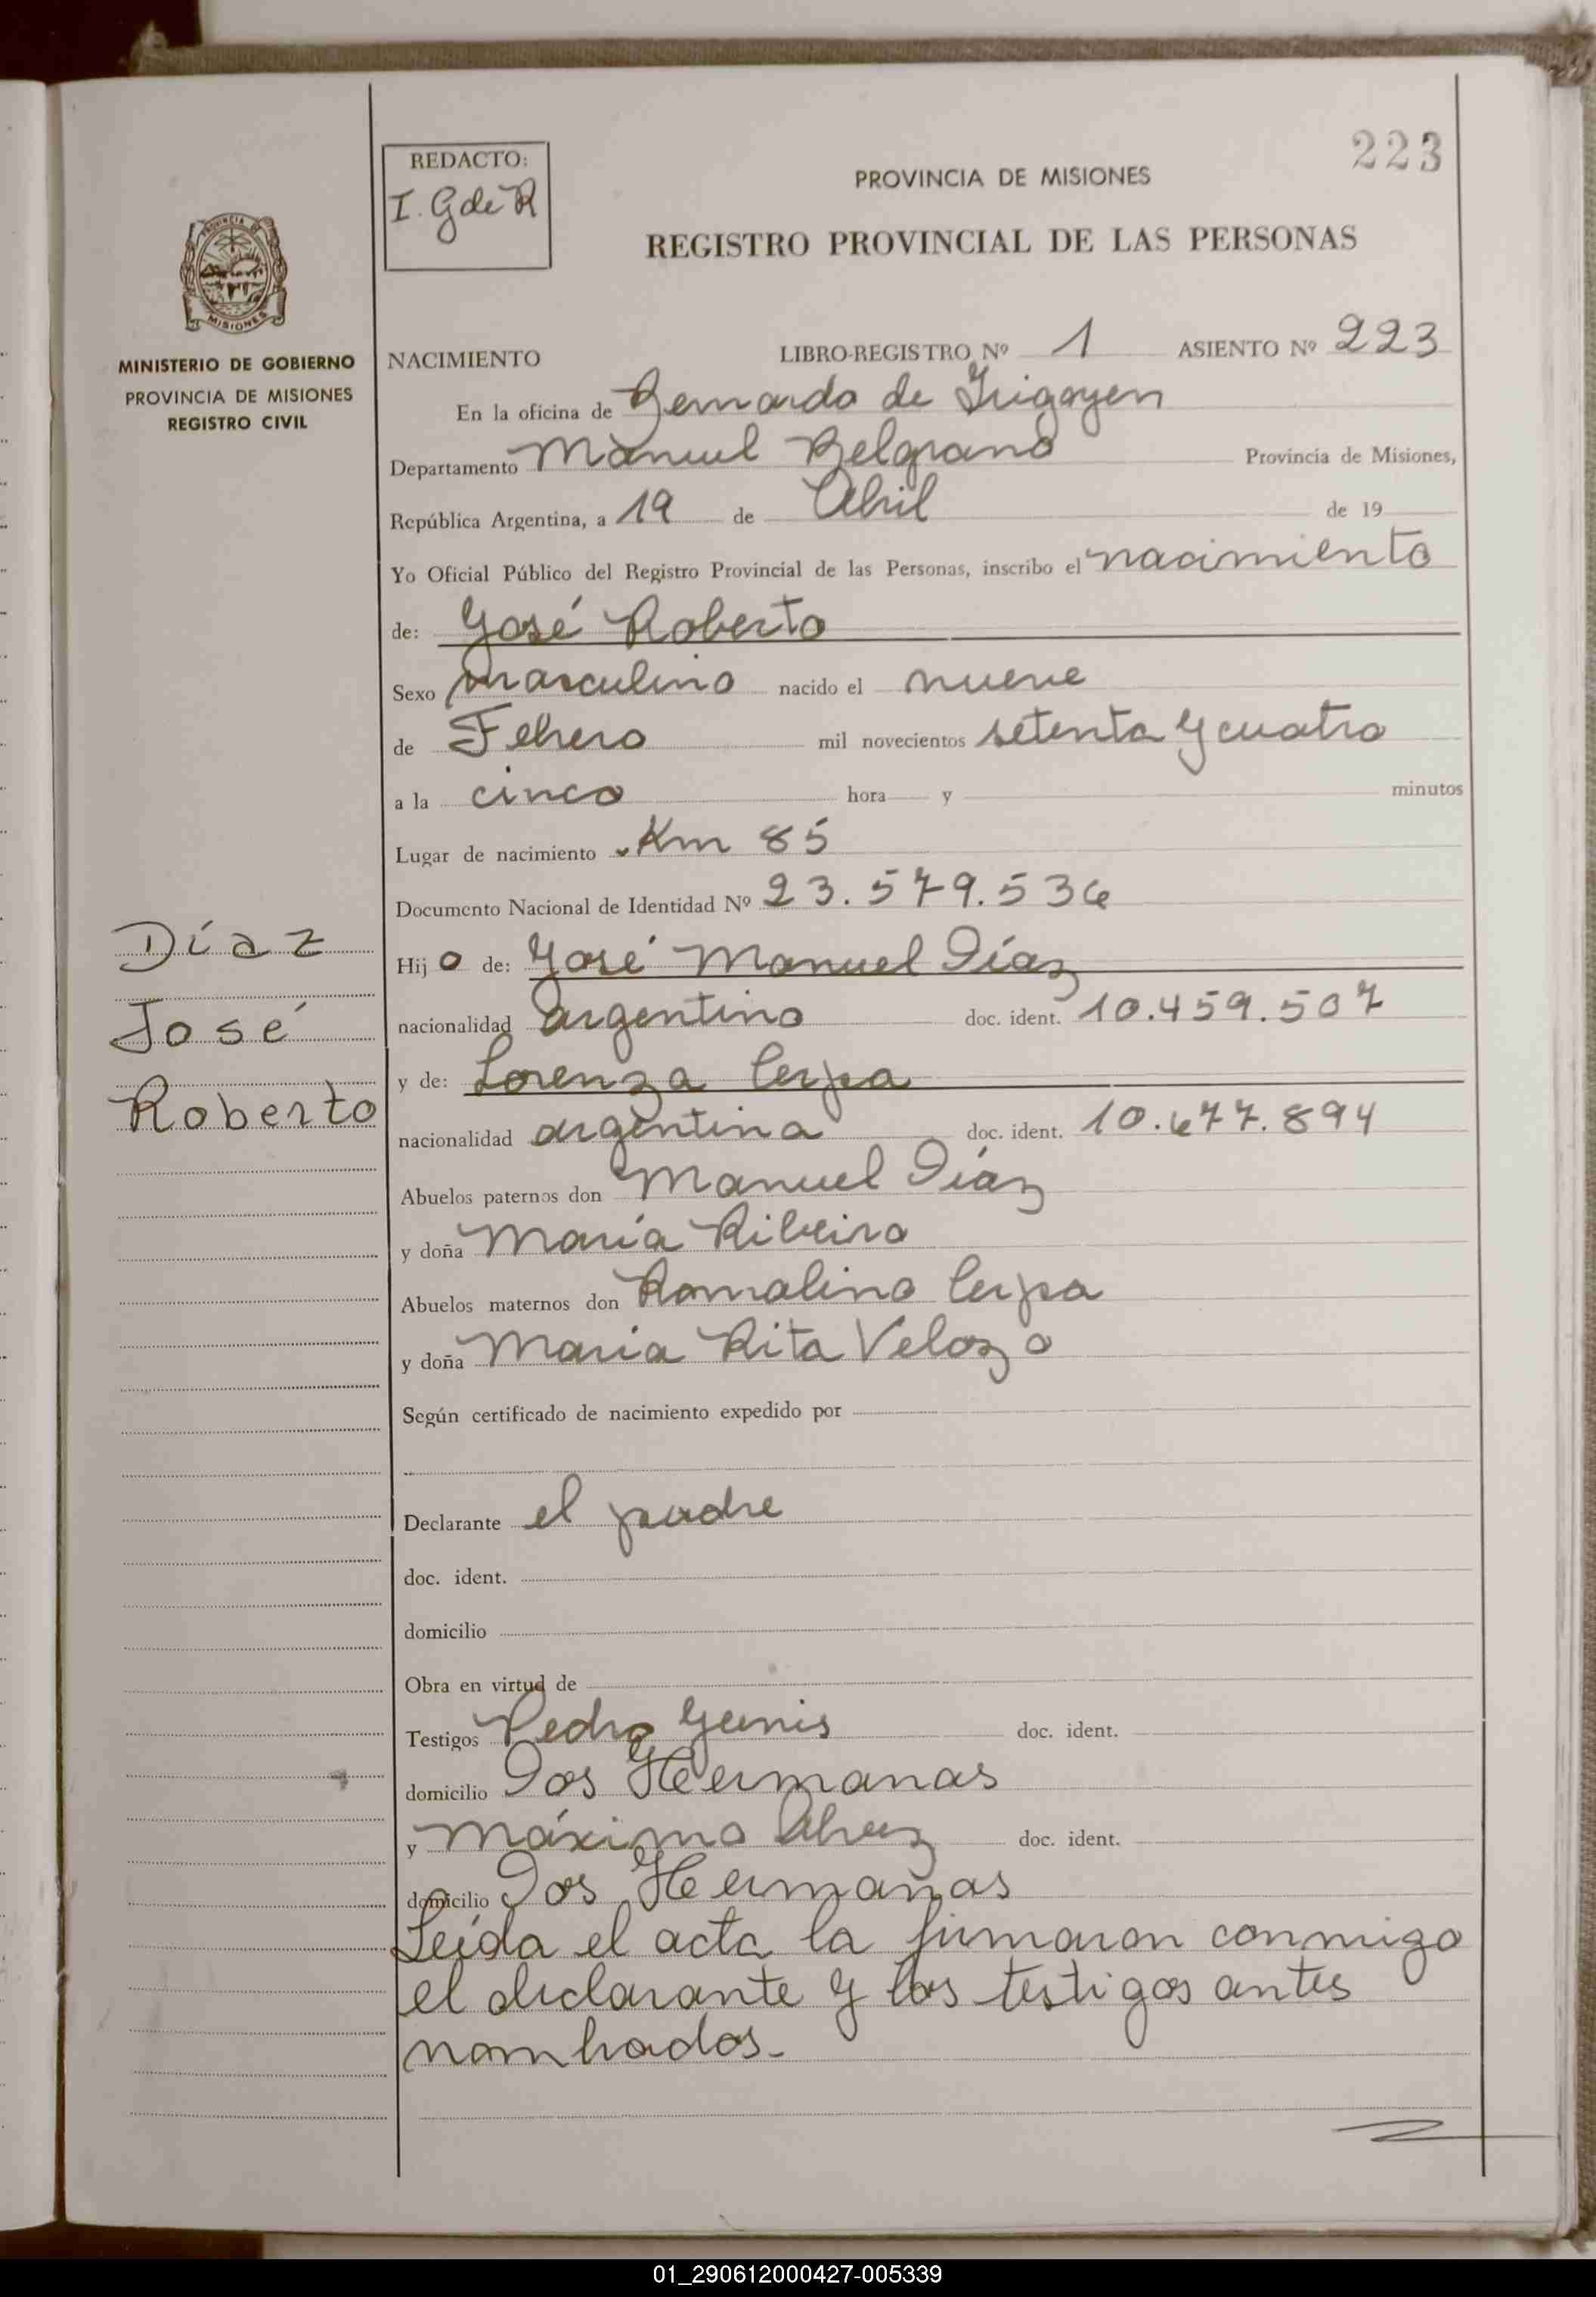 223
REDACTO:
I. G de R
PROVINCIA DE MISIONES
REGISTRO PROVINCIAL DE LAS PERSONAS
PROVINCIA DE
MISIONES
MINISTERIO DE GOBIERNO
PROVINCIA DE MISIONES
REGISTRO CIVIL
NACIMIENTO LIBRO-REGISTRO Nº 1 ASIENTO Nº 223
En la oficina de Bernardo de Irigoyen
Departamento Manuel Belgrano Provincia de Misiones,
República Argentina, a 19 de Abril de 19
Yo Oficial Público del Registro Provincial de las Personas, inscribo el nacimiento
de: José Roberto
Sexo masculino nacido el nueve
de Febrero mil novecientos setenta y cuatro
a la cinco hora y minutos
Lugar de nacimiento Km 85
Documento Nacional de Identidad Nº 23.579.536
Díaz
José
Roberto
Hijo de: José Manuel Díaz
nacionalidad argentino doc. ident. 10.459.507
y de: Lorenza Cerpa
nacionalidad argentina doc. ident. 10.677.894
Abuelos paternos don Manuel Díaz
y doña María Ribeiro
Abuelos maternos don Romalino Cerpa
y doña María Rita Velozo
Según certificado de nacimiento expedido por
Declarante el padre
doc. ident.
domicilio
Obra en virtud de
Testigos Pedro doc. ident.
domicilio Dos Hermanas
y Máximo doc. ident.
domicilio Dos Hermanas
Leída el acta la firmaron conmigo
el declarante y los testigos antes
nombrados.-
01_290612000427-005339